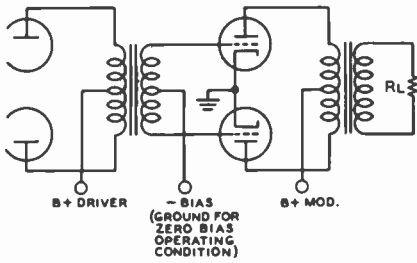 RL
B+ DRIVER
– BIAS
(GROUND FOR
ZERO BIAS
OPERATING
CONDITION)
B+ MOD.